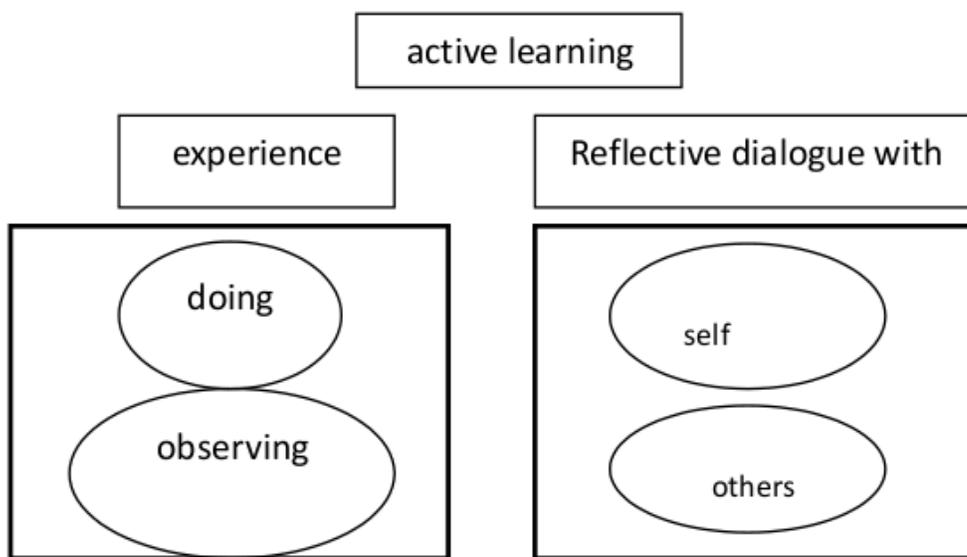 active learning
experience
Reflective dialogue with
doing
observing
self
others